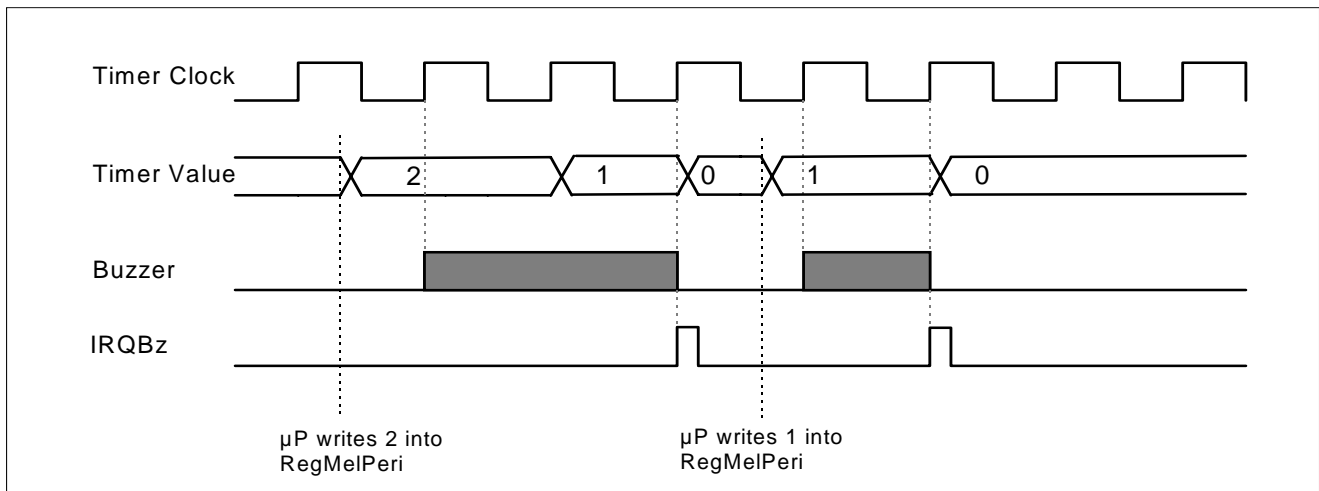 Timer Clock
Timer Value
2
1
0
1
0
Buzzer
IRQBz
µP writes 2 into
RegMelPeri
µP writes 1 into
RegMelPeri